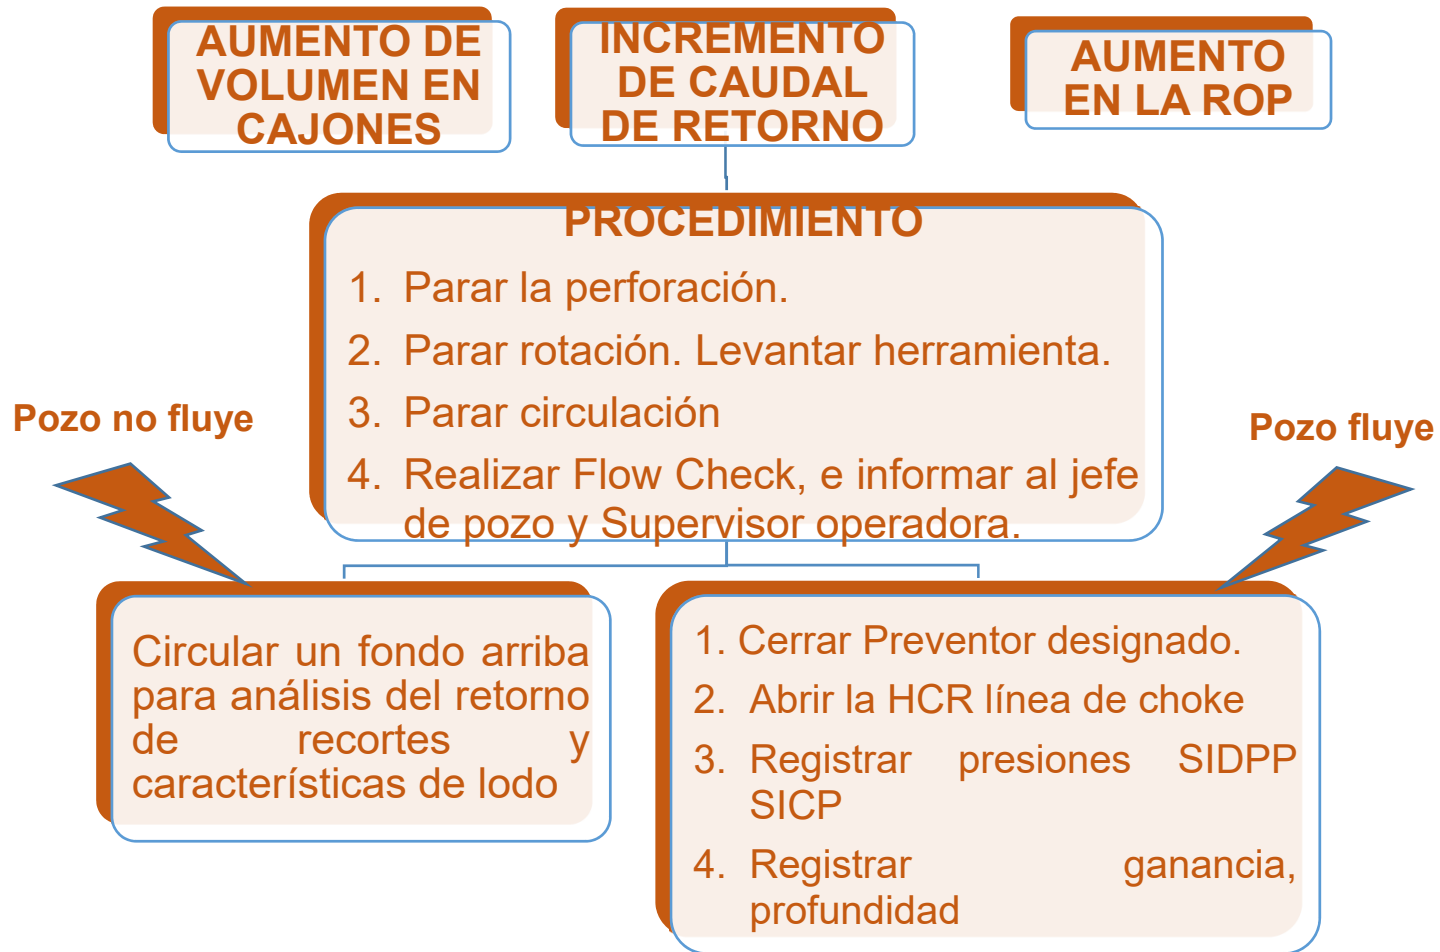 AUMENTO DE
VOLUMEN EN
CAJONES
INCREMENTO
DE CAUDAL
DE RETORNO
AUMENTO
EN LA ROP
PROCEDIMIENTO
1. Parar la perforación.
2. Parar rotación. Levantar herramienta.
3. Parar circulación
4. Realizar Flow Check, e informar al jefe
de pozo y Supervisor operadora.
Pozo no fluye
Pozo fluye
Circular un fondo arriba
para análisis del retorno
de recortes y
características de lodo
1. Cerrar Preventor designado.
2. Abrir la HCR línea de choke
3. Registrar presiones SIDPP
SICP
4. Registrar ganancia,
profundidad